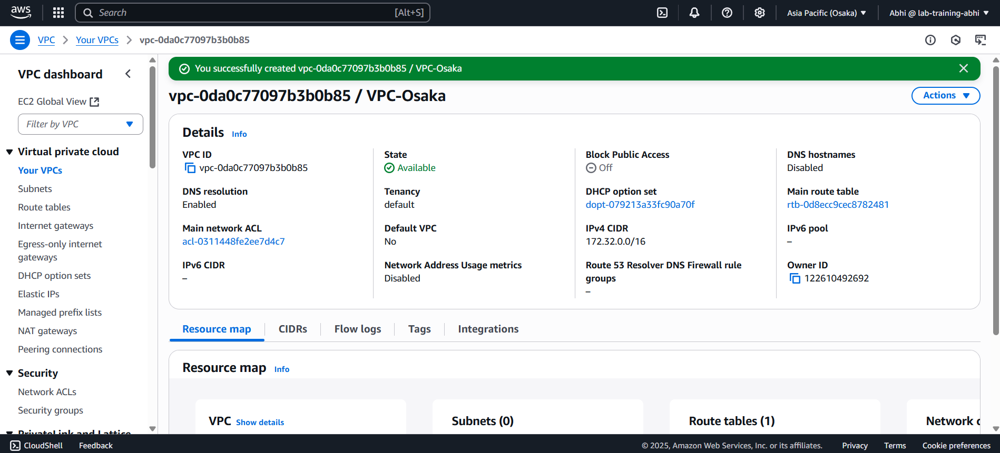 aws
Search [Alt+S]
Asia Pacific (Osaka)
Abhi @ lab-training-abhi
VPC
Your VPCs
vpc-0da0c77097b3b0b85
VPC dashboard
EC2 Global View
Filter by VPC
Virtual private cloud
Your VPCs
Subnets
Route tables
Internet gateways
Egress-only internet
gateways
DHCP option sets
Elastic IPs
Managed prefix lists
NAT gateways
Peering connections
Security
Network ACLs
Security groups
PrivateLink and Lattice
You successfully created vpc-0da0c77097b3b0b85 / VPC-Osaka
vpc-0da0c77097b3b0b85 / VPC-Osaka
Actions
Details Info
VPC ID
vpc-0da0c77097b3b0b85
State
Available
Block Public Access
Off
DNS hostnames
Disabled
DNS resolution
Enabled
Tenancy
default
DHCP option set
dopt-079213a33fc90a70f
Main route table
rtb-0d8ecc9cec8782481
Main network ACL
acl-0311448fe2ee7d4c7
Default VPC
No
IPv4 CIDR
172.32.0.0/16
IPv6 pool
–
IPv6 CIDR
–
Network Address Usage metrics
Disabled
Route 53 Resolver DNS Firewall rule
groups
–
Owner ID
122610492692
Resource map
CIDRs
Flow logs
Tags
Integrations
Resource map Info
VPC Show details
Subnets (0)
Route tables (1)
Network c
CloudShell
Feedback
© 2025, Amazon Web Services, Inc. or its affiliates.
Privacy
Terms
Cookie preferences